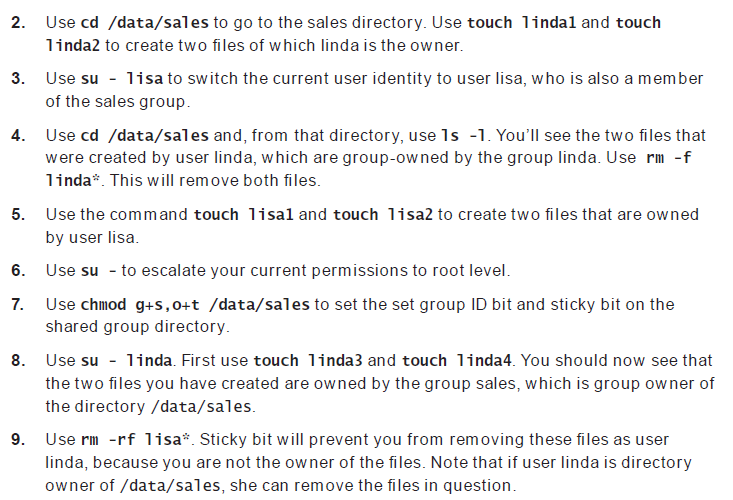 2. Use cd /data/sales to go to the sales directory. Use touch linda1 and touch
linda2 to create two files of which linda is the owner.
3. Use su - lisa to switch the current user identity to user lisa, who is also a member
of the sales group.
4. Use cd /data/sales and, from that directory, use ls -l. You’ll see the two files that
were created by user linda, which are group-owned by the group linda. Use rm -f
linda*. This will remove both files.
5. Use the command touch lisa1 and touch lisa2 to create two files that are owned
by user lisa.
6. Use su - to escalate your current permissions to root level.
7. Use chmod g+s,o+t /data/sales to set the set group ID bit and sticky bit on the
shared group directory.
8. Use su - linda. First use touch linda3 and touch linda4. You should now see that
the two files you have created are owned by the group sales, which is group owner of
the directory /data/sales.
9. Use rm -rf lisa*. Sticky bit will prevent you from removing these files as user
linda, because you are not the owner of the files. Note that if user linda is directory
owner of /data/sales, she can remove the files in question.